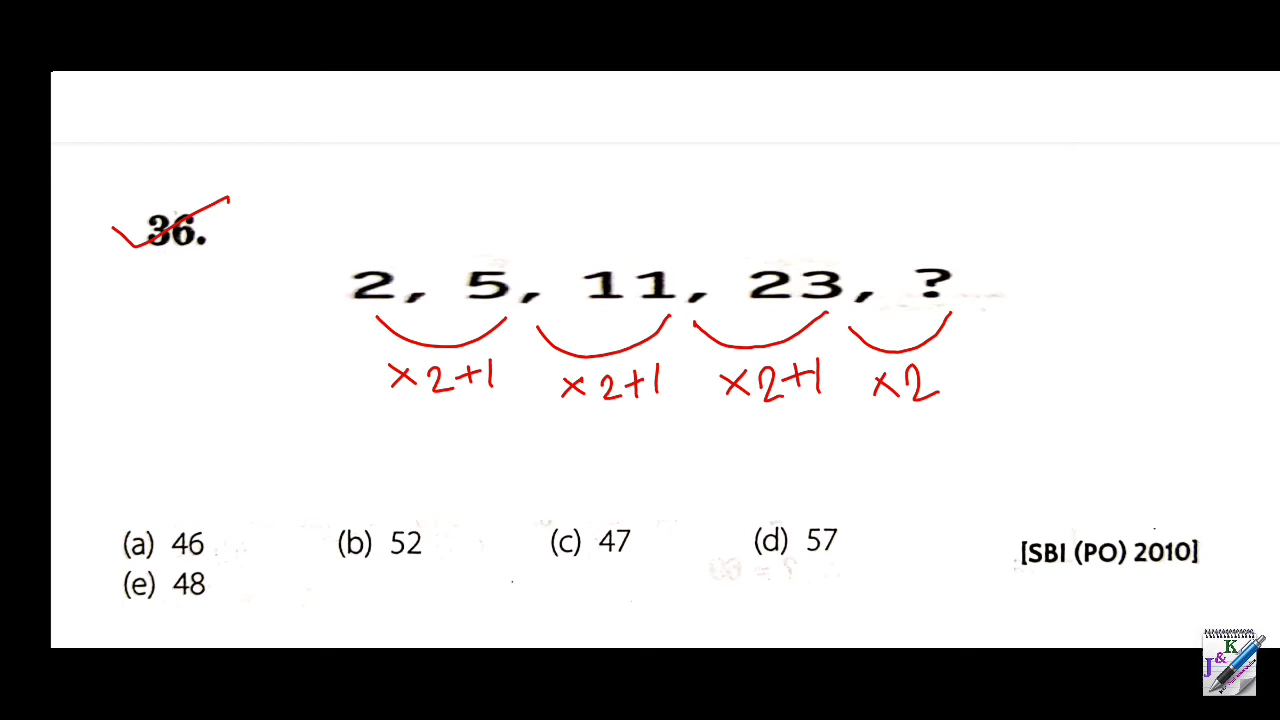 36.
2, 5, 11, 23, ?
×2+1 ×2+1 ×2+1 ×2
(a) 46 (b) 52 (c) 47 (d) 57
[SBI (PO) 2010]
(e) 48
J&K